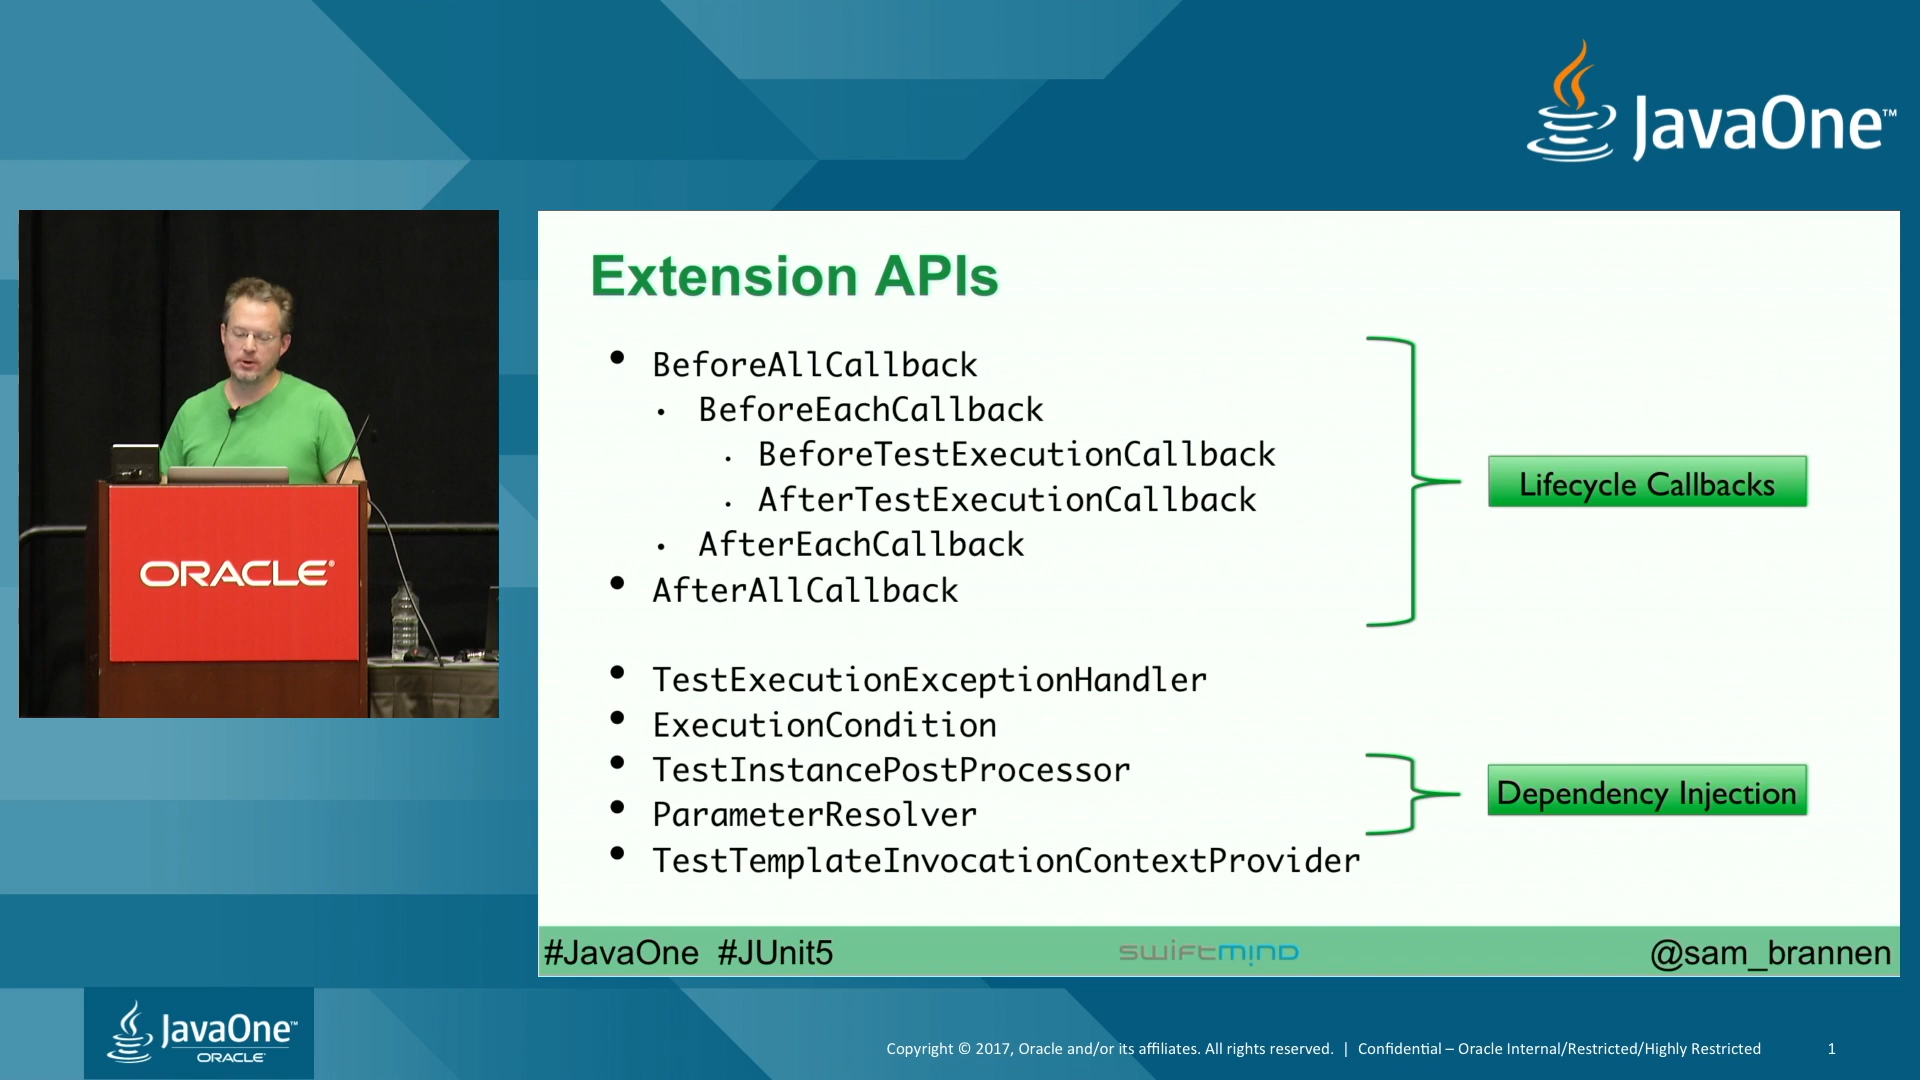 JavaOne™
Extension APIs
• BeforeAllCallback
• BeforeEachCallback
• BeforeTestExecutionCallback
• AfterTestExecutionCallback
• AfterEachCallback
• AfterAllCallback
Lifecycle Callbacks
• TestExecutionExceptionHandler
• ExecutionCondition
• TestInstancePostProcessor
• ParameterResolver
• TestTemplateInvocationContextProvider
Dependency Injection
#JavaOne #JUnit5
swiftmind
@sam_brannen
ORACLE®
JavaOne™
ORACLE®
Copyright © 2017, Oracle and/or its affiliates. All rights reserved. | Confidential – Oracle Internal/Restricted/Highly Restricted
1